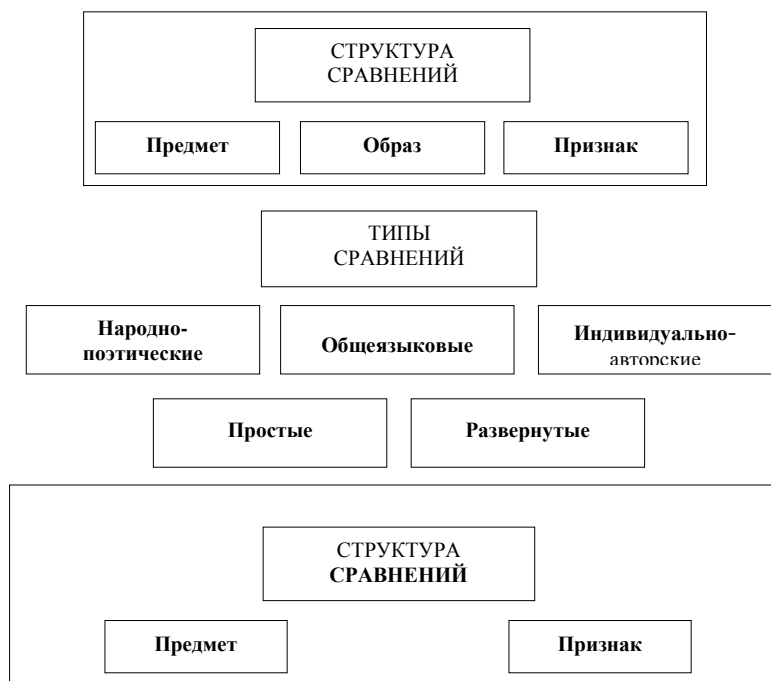 СТРУКТУРА
СРАВНЕНИЙ
Предмет
Образ
Признак
ТИПЫ
СРАВНЕНИЙ
Народно-
поэтические
Общеязыковые
Индивидуально-
авторские
Простые
Развернутые
СТРУКТУРА
СРАВНЕНИЙ
Предмет
Признак